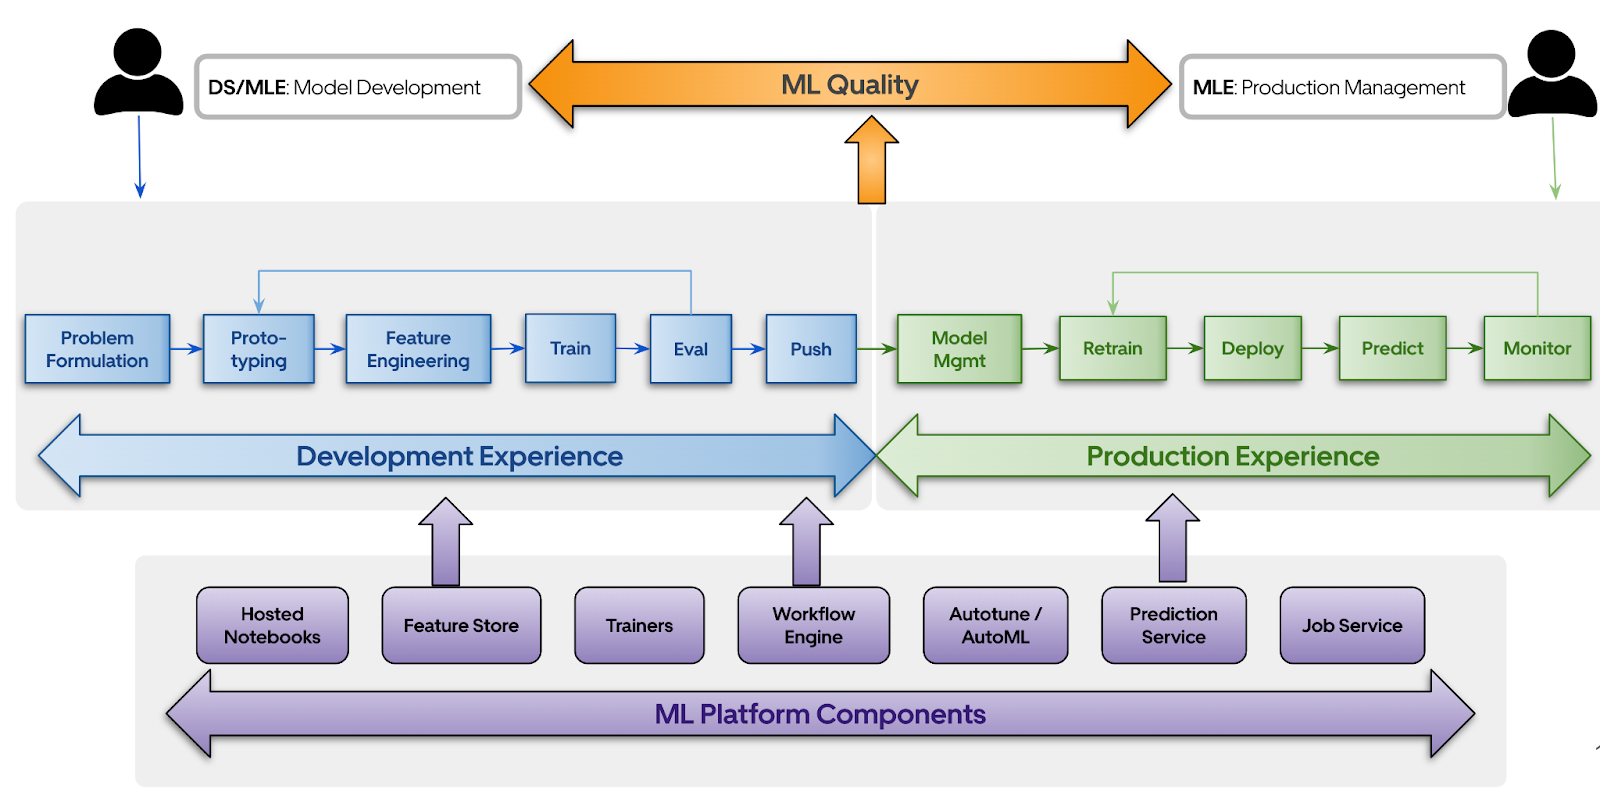 DS/MLE: Model Development
ML Quality
MLE: Production Management
Problem
Formulation
Proto-
typing
Feature
Engineering
Train
Eval
Push
Model
Mgmt
Retrain
Deploy
Predict
Monitor
Development Experience
Production Experience
Hosted
Notebooks
Feature Store
Trainers
Workflow
Engine
Autotune /
AutoML
Prediction
Service
Job Service
ML Platform Components